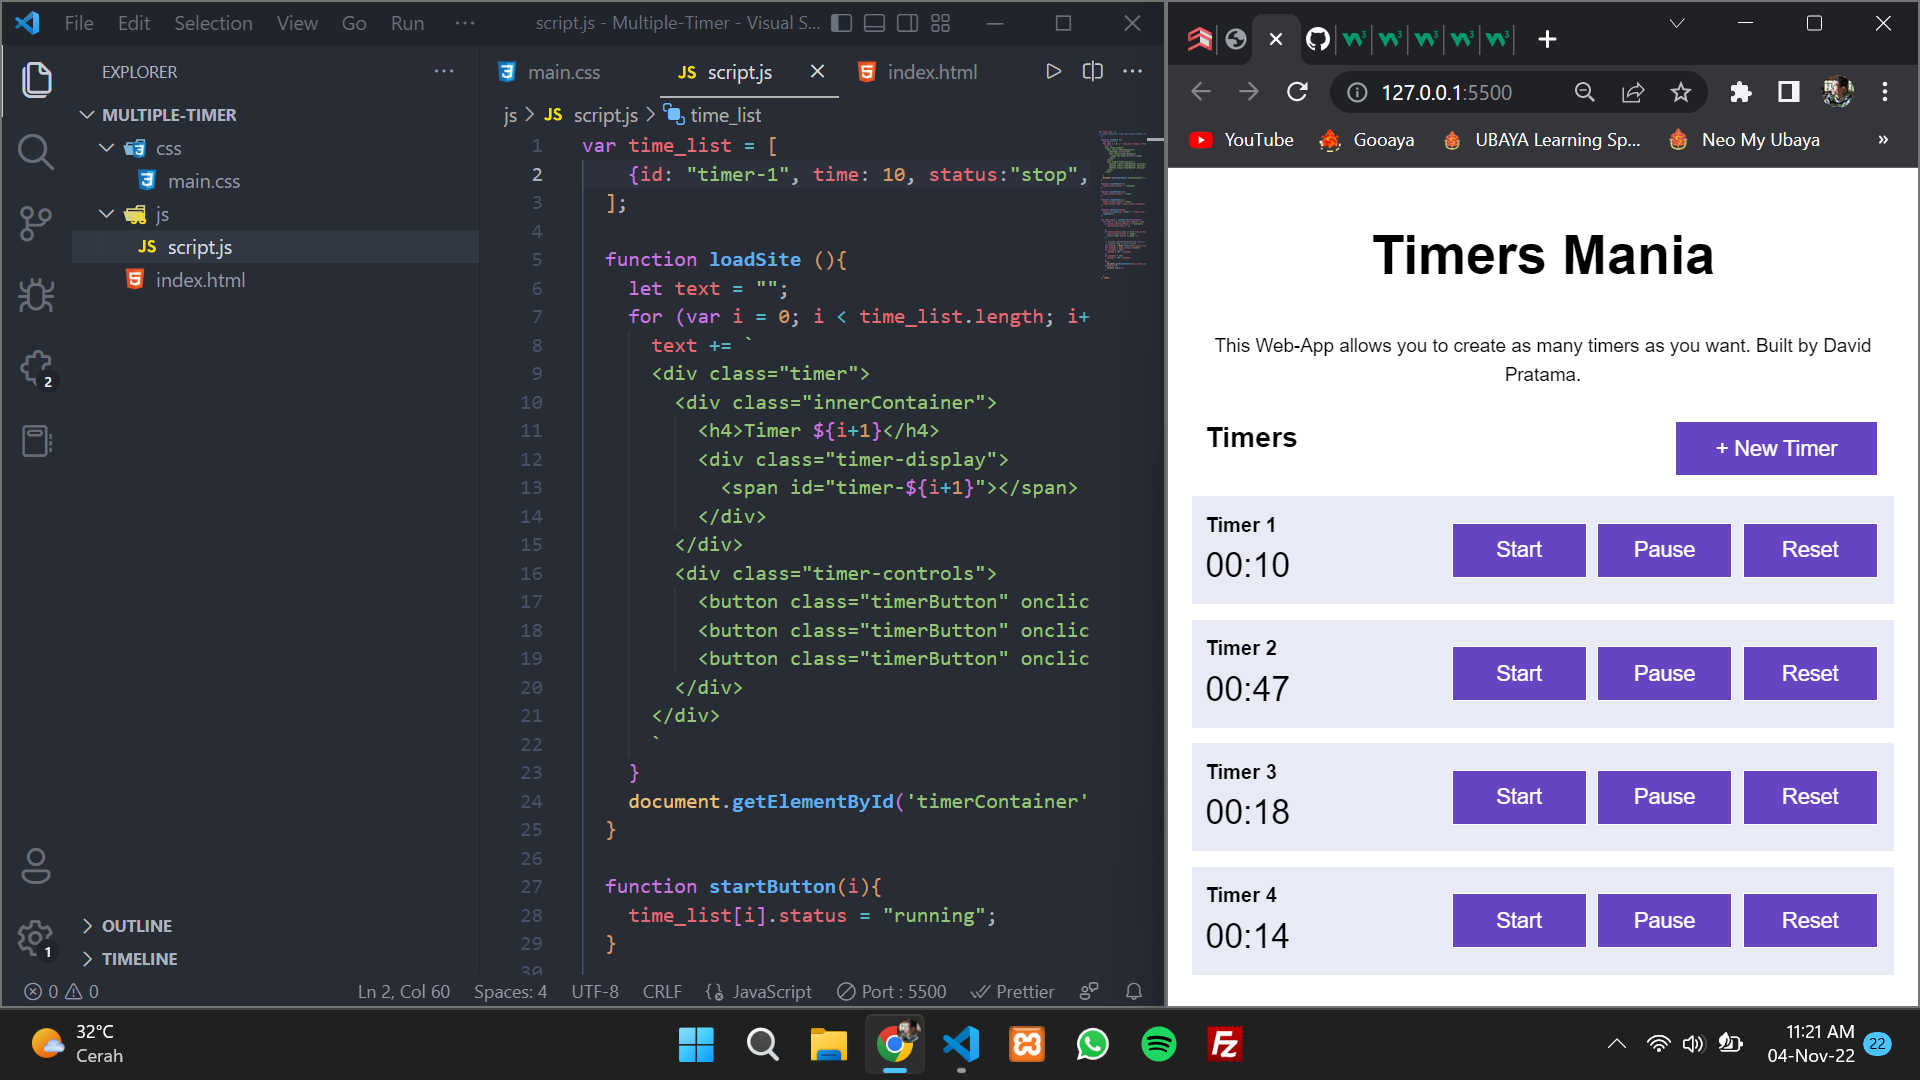 File Edit Selection View Go Run ···
script.js - Multiple-Timer - Visual S...
EXPLORER
MULTIPLE-TIMER
css
main.css
js
JS script.js
index.html
OUTLINE
TIMELINE
2
1
main.css
JS script.js
index.html
js > JS script.js > time_list
1 var time_list = [
2 {id: "timer-1", time: 10, status:"stop",
3 ];
4
5 function loadSite (){
6 let text = "";
7 for (var i = 0; i < time_list.length; i+
8 text += `
9 <div class="timer">
10 <div class="innerContainer">
11 <h4>Timer ${i+1}</h4>
12 <div class="timer-display">
13 <span id="timer-${i+1}"></span>
14 </div>
15 </div>
16 <div class="timer-controls">
17 <button class="timerButton" onclic
18 <button class="timerButton" onclic
19 <button class="timerButton" onclic
20 </div>
21 </div>
22 `
23 }
24 document.getElementById('timerContainer'
25 }
26
27 function startButton(i){
28 time_list[i].status = "running";
29 }
30
0 0
Ln 2, Col 60
Spaces: 4
UTF-8
CRLF
JavaScript
Port : 5500
Prettier
127.0.0.1:5500
YouTube
Gooaya
UBAYA Learning Sp...
Neo My Ubaya
»
Timers Mania
This Web-App allows you to create as many timers as you want. Built by David
Pratama.
Timers
+ New Timer
Timer 1
00:10
Start Pause Reset
Timer 2
00:47
Start Pause Reset
Timer 3
00:18
Start Pause Reset
Timer 4
00:14
Start Pause Reset
32°C
Cerah
11:21 AM
04-Nov-22
22